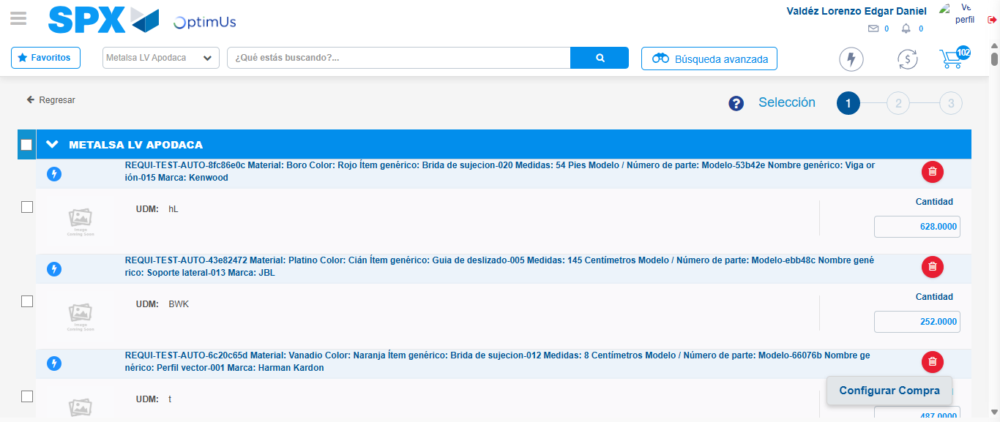 SPX OptimUs
Valdéz Lorenzo Edgar Daniel
perfil
0 0
Favoritos
Metalsa LV Apodaca
¿Qué estás buscando?...
Búsqueda avanzada
102
Regresar
? Selección 1 2 3
METALSA LV APODACA
REQUI-TEST-AUTO-8fc86e0c Material: Boro Color: Rojo Ítem genérico: Brida de sujecion-020 Medidas: 54 Pies Modelo / Número de parte: Modelo-53b42e Nombre genérico: Viga or
ión-015 Marca: Kenwood
Cantidad
UDM: hL
Image
Coming Soon
628.0000
REQUI-TEST-AUTO-43e82472 Material: Platino Color: Cián Ítem genérico: Guia de deslizado-005 Medidas: 145 Centímetros Modelo / Número de parte: Modelo-ebb48c Nombre gené
rico: Soporte lateral-013 Marca: JBL
Cantidad
UDM: BWK
Image
Coming Soon
252.0000
REQUI-TEST-AUTO-6c20c65d Material: Vanadio Color: Naranja Ítem genérico: Brida de sujecion-012 Medidas: 8 Centímetros Modelo / Número de parte: Modelo-66076b Nombre ge
nérico: Perfil vector-001 Marca: Harman Kardon
Configurar Compra
UDM: t
487.0000